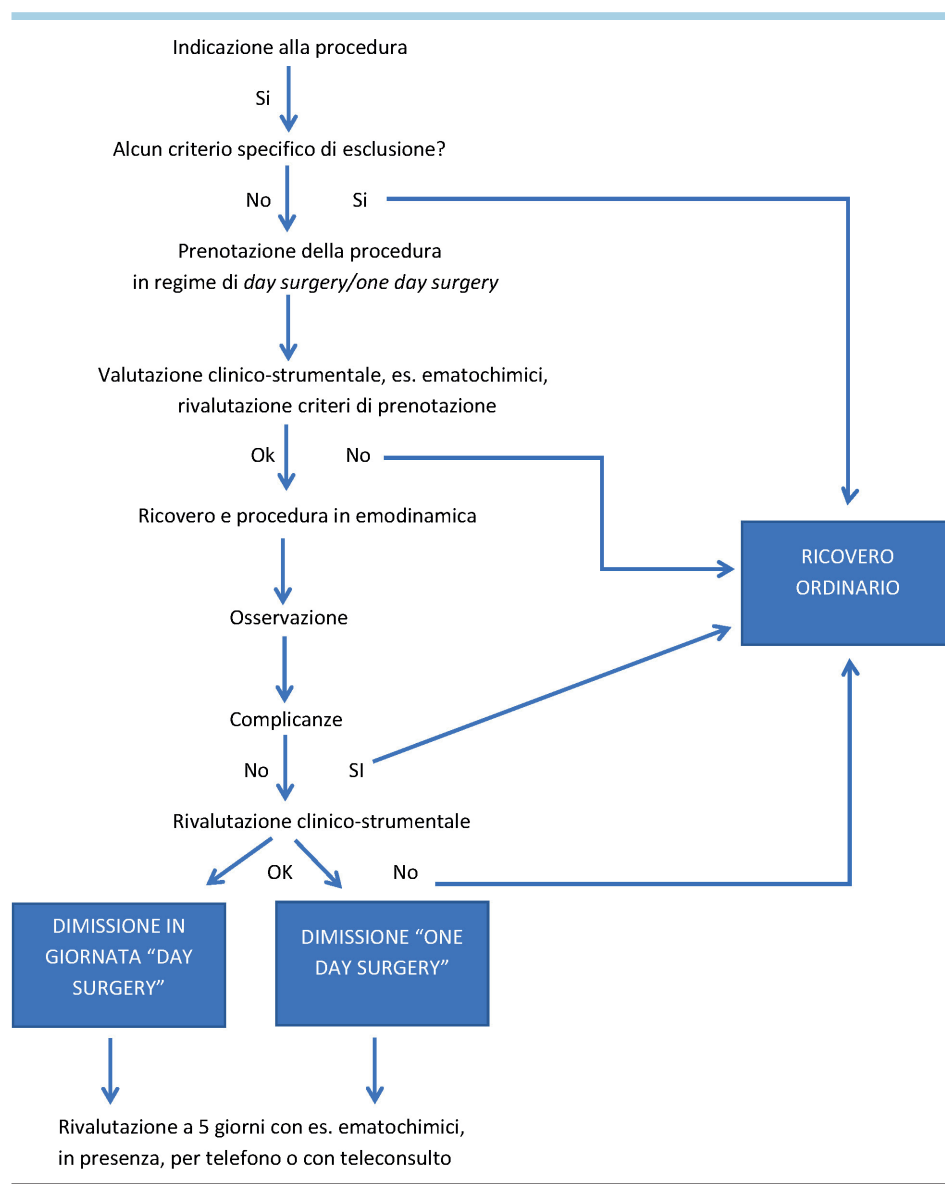 Indicazione alla procedura
Si
Alcun criterio specifico di esclusione?
No
Si
Prenotazione della procedura
in regime di day surgery/one day surgery
Valutazione clinico-strumentale, es. ematochimici,
rivalutazione criteri di prenotazione
Ok
No
Ricovero e procedura in emodinamica
RICOVERO
ORDINARIO
Osservazione
Complicanze
No
SI
Rivalutazione clinico-strumentale
OK
No
DIMISSIONE IN
GIORNATA “DAY
SURGERY”
DIMISSIONE “ONE
DAY SURGERY”
Rivalutazione a 5 giorni con es. ematochimici,
in presenza, per telefono o con teleconsulto